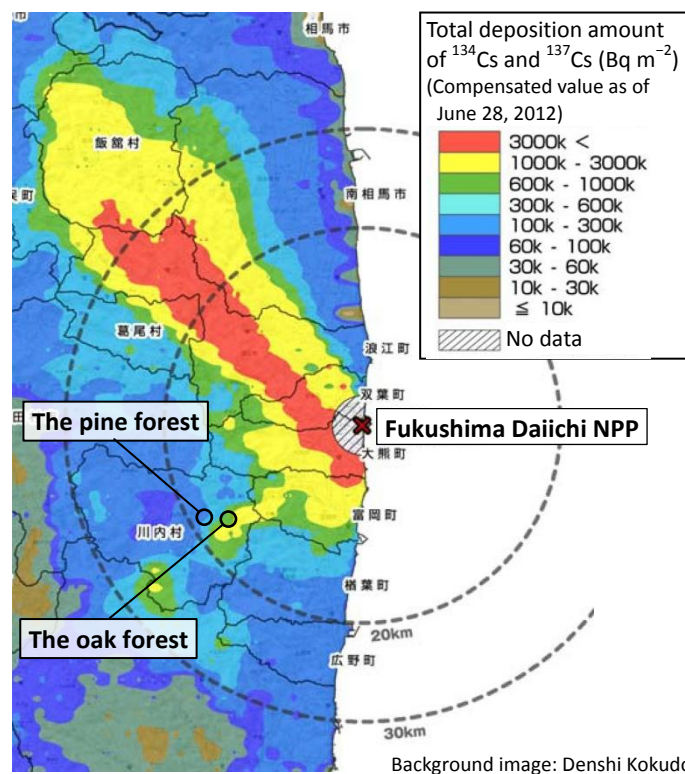 相馬市
Total deposition amount
of ¹³⁴Cs and ¹³⁷Cs (Bq m⁻²)
(Compensated value as of
June 28, 2012)
3000k <
1000k - 3000k
600k - 1000k
300k - 600k
100k - 300k
60k - 100k
30k - 60k
10k - 30k
≦ 10k
No data
飯舘村
南相馬市
葛尾村
浪江町
双葉町
The pine forest
Fukushima Daiichi NPP
大熊町
富岡町
川内村
楢葉町
The oak forest
20km
広野町
30km
Background image: Denshi Kokudo